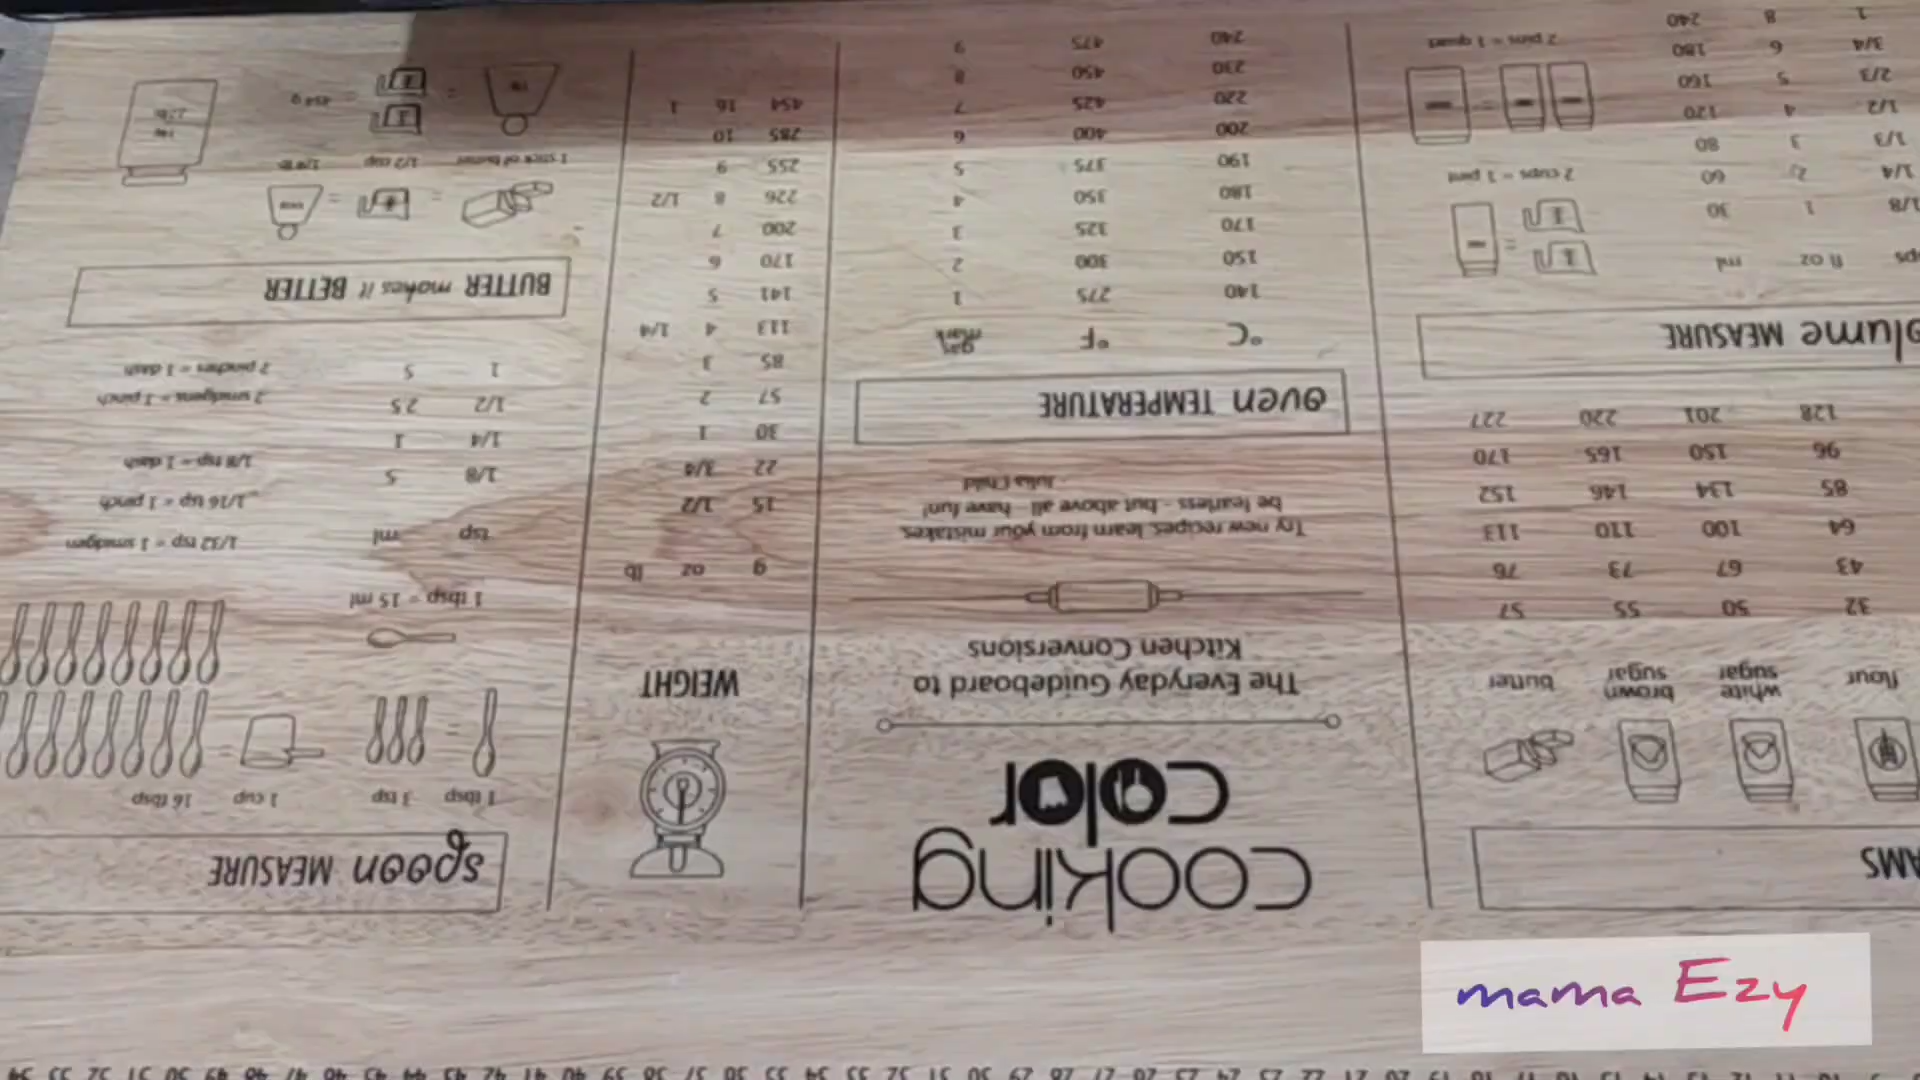 cooking
color
The Everyday Guideboard to
Kitchen Conversions
Try new recipes, learn from your mistakes,
be fearless - but above all - have fun!
- Julia Child
oven TEMPERATURE
°C °F gas mark
140 275 1
150 300 2
170 325 3
180 350 4
190 375 5
200 400 6
220 425 7
230 450 8
240 475 9
flour white sugar brown sugar butter
32 50 55 57
43 67 73 76
64 100 110 113
85 134 146 152
96 150 165 170
128 201 220 227
MEASURE
fl oz ml
1/8 1 30
1/4 2 60
1/3 3 80
1/2 4 120
2/3 5 160
3/4 6 180
1 8 240
2 cups = 1 pint
WEIGHT
g oz lb
15 1/2
22 3/4
30 1
57 2
85 3
113 4 1/4
141 5
170 6
200 7
226 8 1/2
255 9
285 10
454 16 1
spoon MEASURE
1 tbsp 3 tsp 1 cup 16 tbsp
1 tbsp = 15 ml
tsp ml
1/8 5
1/4 1
1/2 2 5
1 5
1/32 tsp = 1 smidgen
1/16 tsp = 1 pinch
1/8 tsp = 1 dash
2 smidgens = 1 pinch
2 pinches = 1 dash
BUTTER makes it BETTER
1 stick of butter 1/2 cup 1/4 lb
= = 454 g
mama Ezy